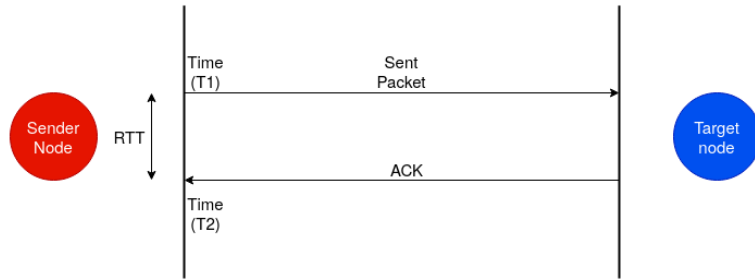 Time
(T1)
Sent
Packet
Sender
Node
RTT
Target
node
ACK
Time
(T2)